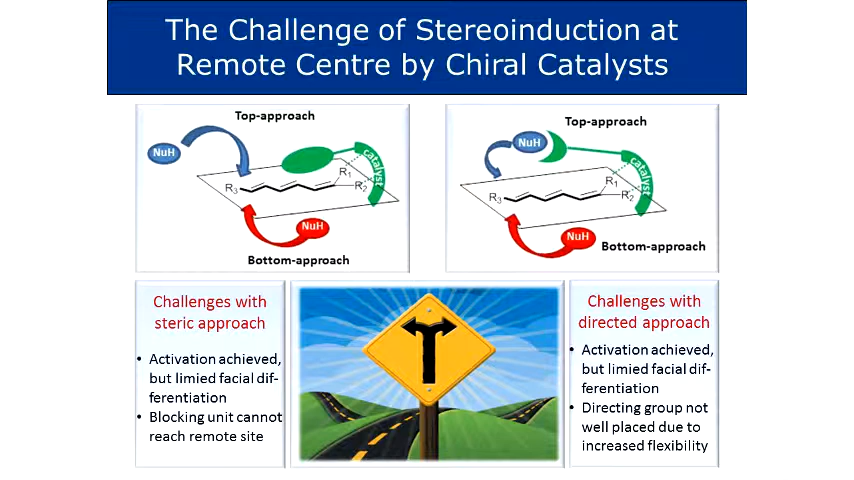 The Challenge of Stereoinduction at
Remote Centre by Chiral Catalysts
Top-approach
NuH
catalyst
R1
R2
R3
NuH
Bottom-approach
Top-approach
NuH
catalyst
R1
R2
R3
NuH
Bottom-approach
Challenges with
steric approach
• Activation achieved,
but limied facial dif-
ferentiation
• Blocking unit cannot
reach remote site
Challenges with
directed approach
• Activation achieved,
but limied facial dif-
ferentiation
• Directing group not
well placed due to
increased flexibility